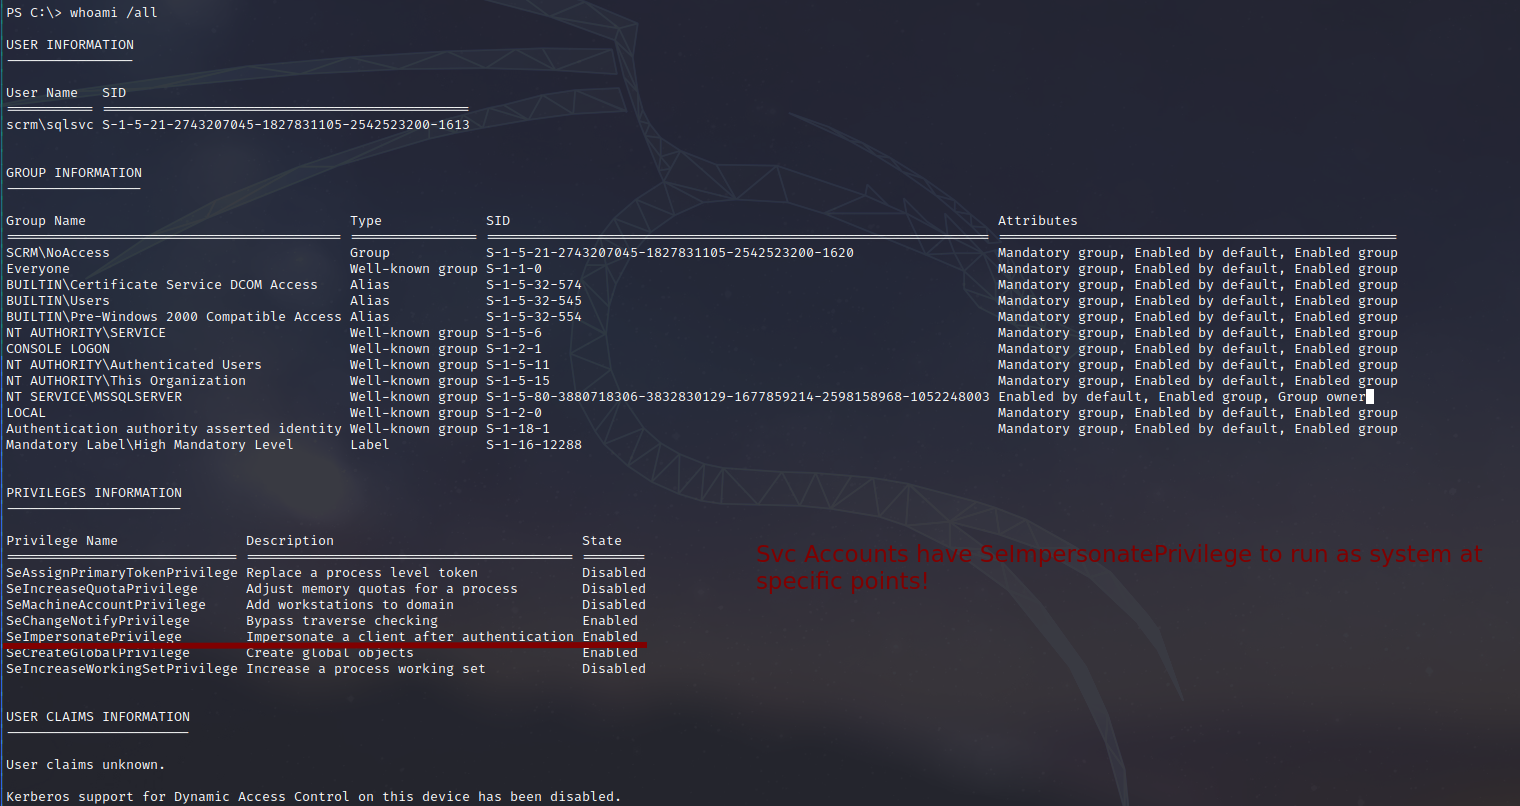 PS C:\> whoami /all
USER INFORMATION
User Name SID
scrm\sqlsvc S-1-5-21-2743207045-1827831105-2542523200-1613
GROUP INFORMATION
Group Name Type SID Attributes
SCRM\NoAccess Group S-1-5-21-2743207045-1827831105-2542523200-1620 Mandatory group, Enabled by default, Enabled group
Everyone Well-known group S-1-1-0 Mandatory group, Enabled by default, Enabled group
BUILTIN\Certificate Service DCOM Access Alias S-1-5-32-574 Mandatory group, Enabled by default, Enabled group
BUILTIN\Users Alias S-1-5-32-545 Mandatory group, Enabled by default, Enabled group
BUILTIN\Pre-Windows 2000 Compatible Access Alias S-1-5-32-554 Mandatory group, Enabled by default, Enabled group
NT AUTHORITY\SERVICE Well-known group S-1-5-6 Mandatory group, Enabled by default, Enabled group
CONSOLE LOGON Well-known group S-1-2-1 Mandatory group, Enabled by default, Enabled group
NT AUTHORITY\Authenticated Users Well-known group S-1-5-11 Mandatory group, Enabled by default, Enabled group
NT AUTHORITY\This Organization Well-known group S-1-5-15 Mandatory group, Enabled by default, Enabled group
NT SERVICE\MSSQLSERVER Well-known group S-1-5-80-3880718306-3832830129-1677859214-2598158968-1052248003 Enabled by default, Enabled group, Group owner
LOCAL Well-known group S-1-2-0 Mandatory group, Enabled by default, Enabled group
Authentication authority asserted identity Well-known group S-1-18-1 Mandatory group, Enabled by default, Enabled group
Mandatory Label\High Mandatory Level Label S-1-16-12288
PRIVILEGES INFORMATION
Privilege Name Description State
SeAssignPrimaryTokenPrivilege Replace a process level token Disabled
SeIncreaseQuotaPrivilege Adjust memory quotas for a process Disabled
SeMachineAccountPrivilege Add workstations to domain Disabled
SeChangeNotifyPrivilege Bypass traverse checking Enabled
SeImpersonatePrivilege Impersonate a client after authentication Enabled
SeCreateGlobalPrivilege Create global objects Enabled
SeIncreaseWorkingSetPrivilege Increase a process working set Disabled
Svc Accounts have SeImpersonatePrivilege to run as system at
specific points!
USER CLAIMS INFORMATION
User claims unknown.
Kerberos support for Dynamic Access Control on this device has been disabled.